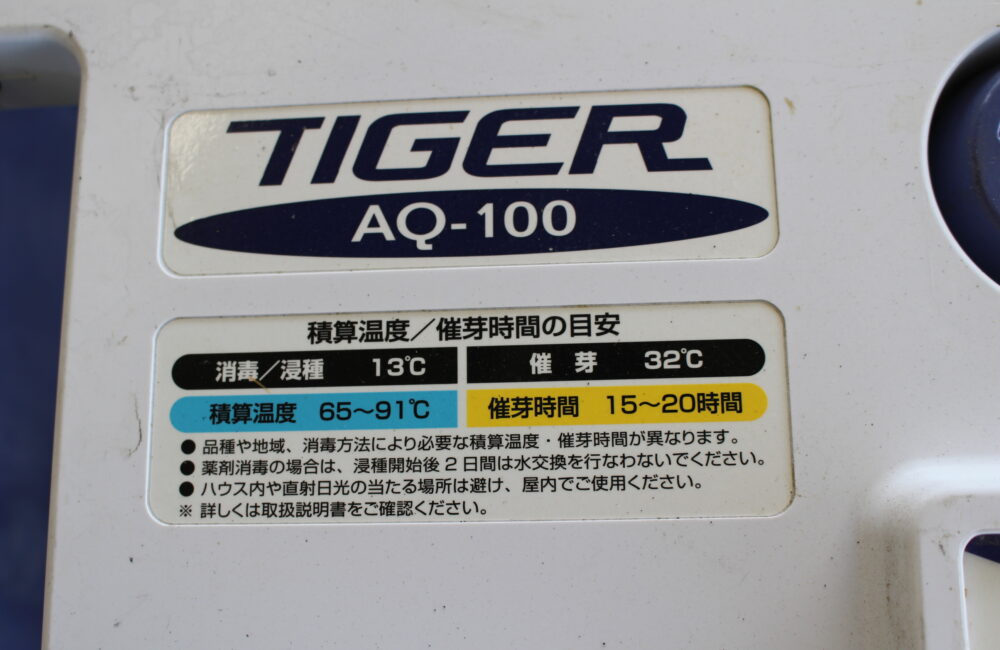 TIGER
AQ-100
積算温度／催芽時間の目安
消毒／浸種 13℃ 催芽 32℃
積算温度 65～91℃ 催芽時間 15～20時間
● 品種や地域、消毒方法により必要な積算温度・催芽時間が異なります。
● 薬剤消毒の場合は、浸種開始後２日間は水交換を行なわないでください。
● ハウス内や直射日光の当たる場所は避け、屋内でご使用ください。
※ 詳しくは取扱説明書をご確認ください。